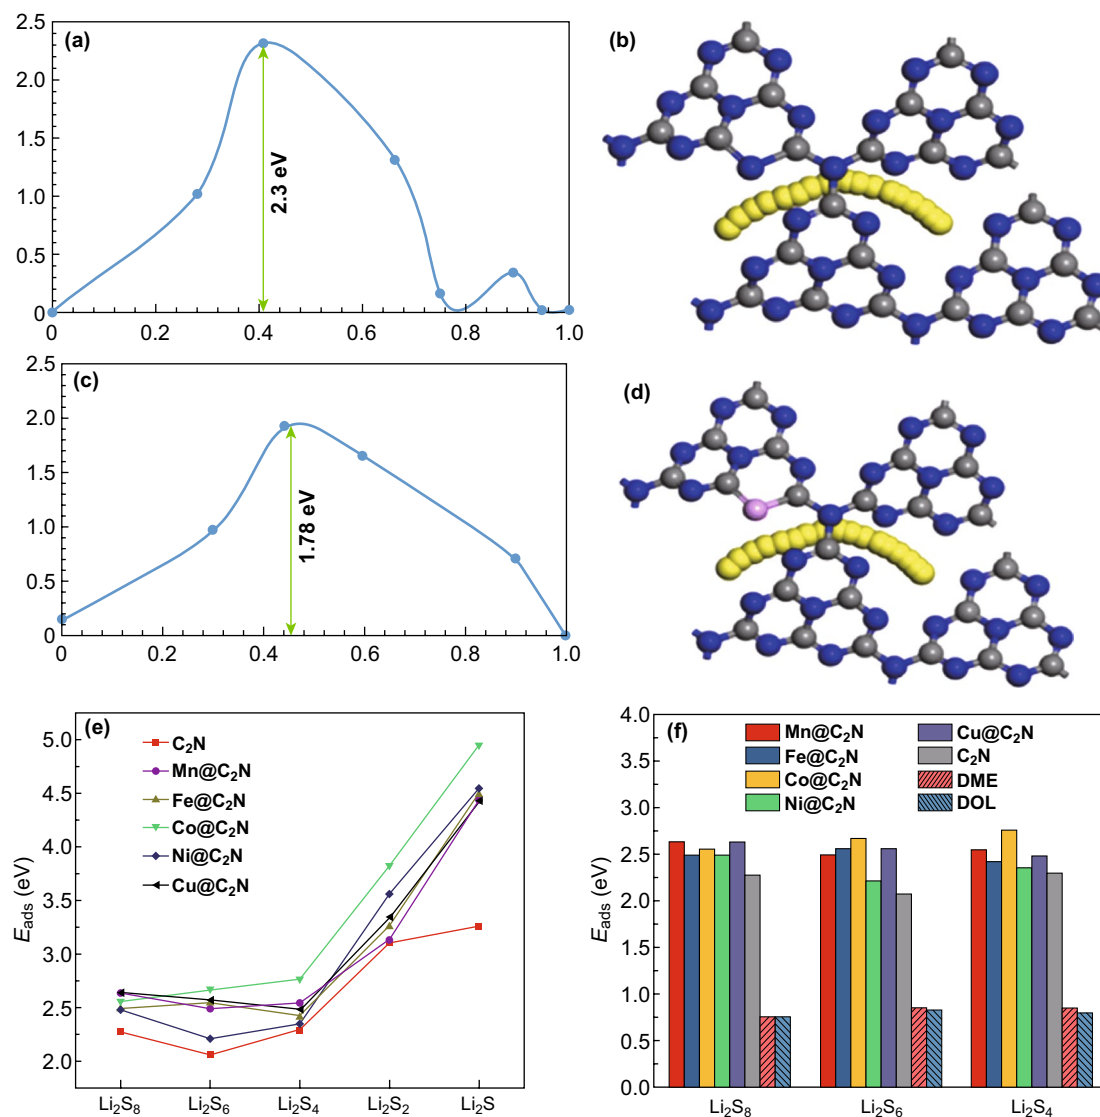 (a)
2.5
2.0
1.5
1.0
0.5
0
2.3 eV
0
0.2
0.4
0.6
0.8
1.0
(b)
(c)
2.5
2.0
1.5
1.0
0.5
0
1.78 eV
0
0.2
0.4
0.6
0.8
1.0
(d)
(e)
5.0
4.5
4.0
3.5
3.0
2.5
2.0
E_ads (eV)
C₂N
Mn@C₂N
Fe@C₂N
Co@C₂N
Ni@C₂N
Cu@C₂N
Li₂S₈
Li₂S₆
Li₂S₄
Li₂S₂
Li₂S
(f)
4.0
3.5
3.0
2.5
2.0
1.5
1.0
0.5
0.0
E_ads (eV)
Mn@C₂N
Fe@C₂N
Co@C₂N
Ni@C₂N
Cu@C₂N
C₂N
DME
DOL
Li₂S₈
Li₂S₆
Li₂S₄